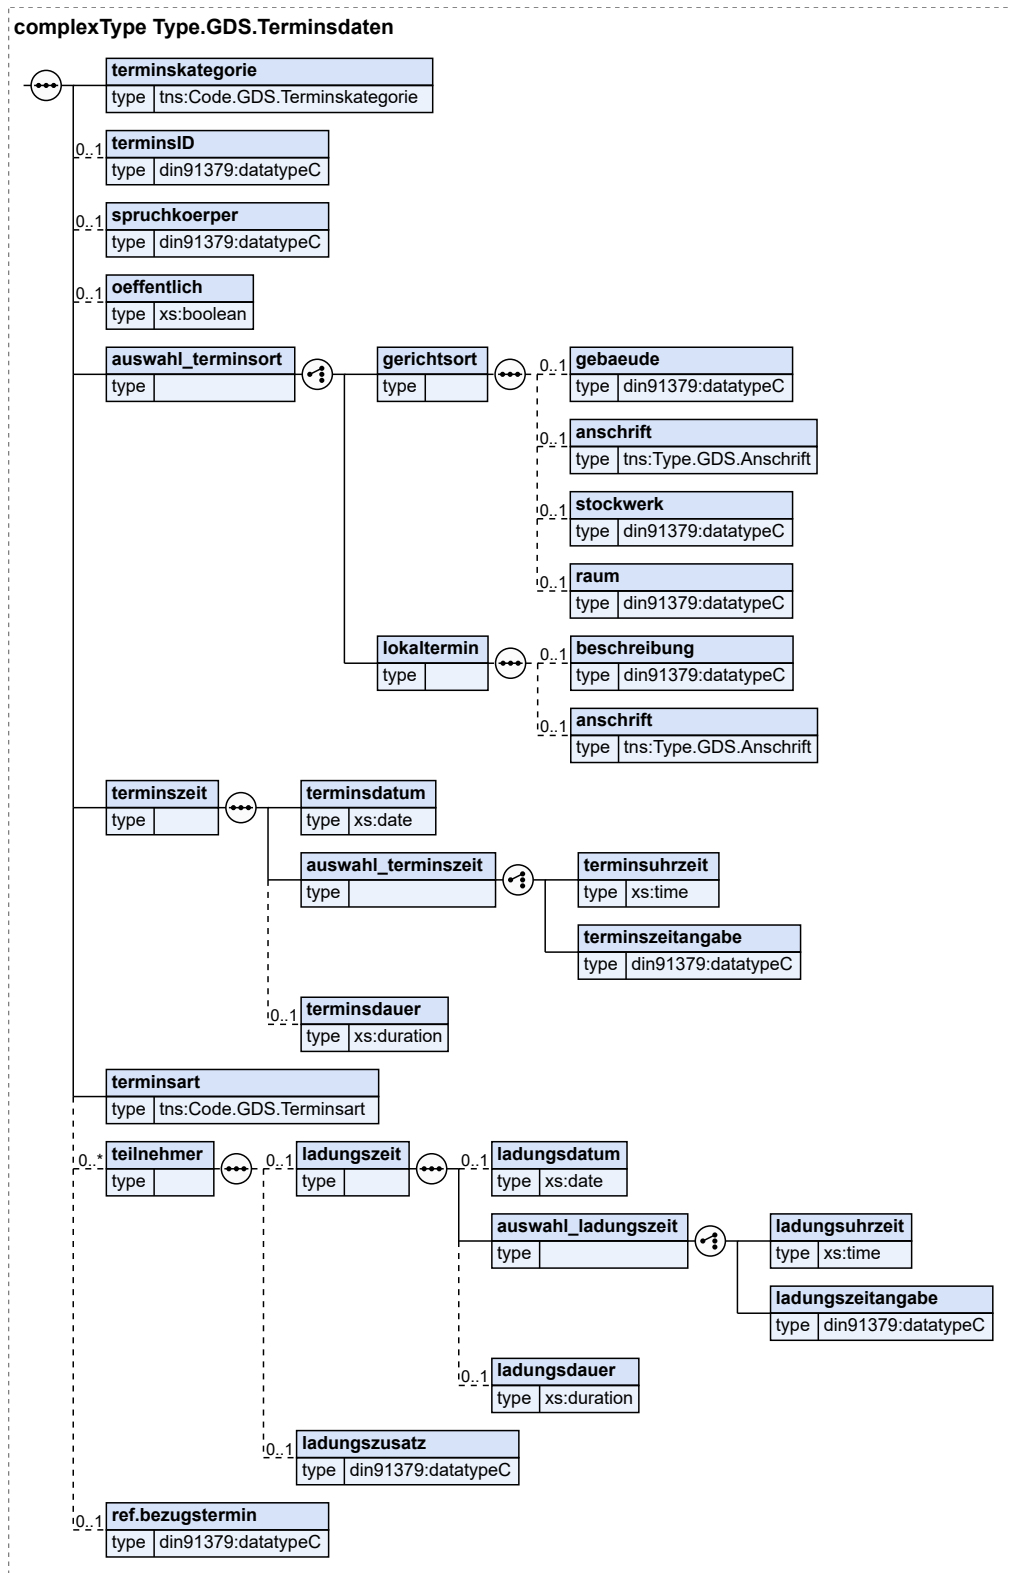 complexType Type.GDS.Terminsdaten
terminskategorie
type tns:Code.GDS.Terminskategorie
0..1 terminsID
type din91379:datatypeC
0..1 spruchkoerper
type din91379:datatypeC
0..1 oeffentlich
type xs:boolean
auswahl_terminsort
type
gerichtsort
type
0..1 gebaeude
type din91379:datatypeC
0..1 anschrift
type tns:Type.GDS.Anschrift
0..1 stockwerk
type din91379:datatypeC
0..1 raum
type din91379:datatypeC
lokaltermin
type
0..1 beschreibung
type din91379:datatypeC
0..1 anschrift
type tns:Type.GDS.Anschrift
terminszeit
type
terminsdatum
type xs:date
auswahl_terminszeit
type
terminsuhrzeit
type xs:time
terminszeitangabe
type din91379:datatypeC
0..1 terminsdauer
type xs:duration
terminsart
type tns:Code.GDS.Terminsart
0..* teilnehmer
type
0..1 ladungszeit
type
0..1 ladungsdatum
type xs:date
auswahl_ladungszeit
type
ladungsuhrzeit
type xs:time
ladungszeitangabe
type din91379:datatypeC
0..1 ladungsdauer
type xs:duration
0..1 ladungszusatz
type din91379:datatypeC
0..1 ref.bezugstermin
type din91379:datatypeC